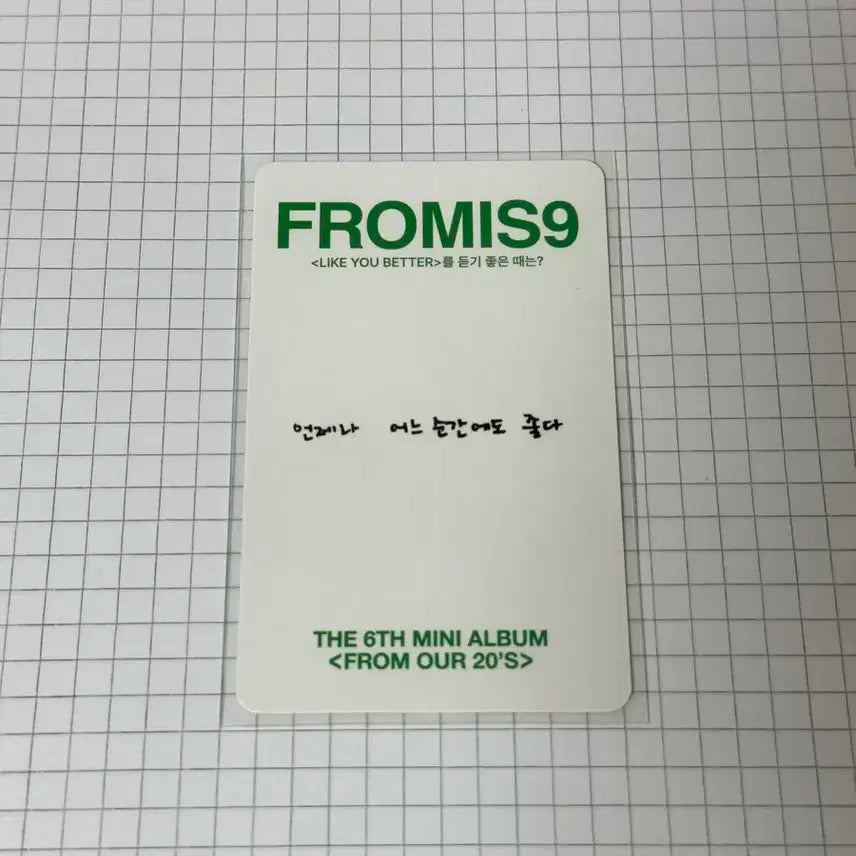 FROMIS9
<LIKE YOU BETTER>를 듣기 좋은 때는?
언제나 어느 순간에도 좋다
THE 6TH MINI ALBUM
<FROM OUR 20'S>